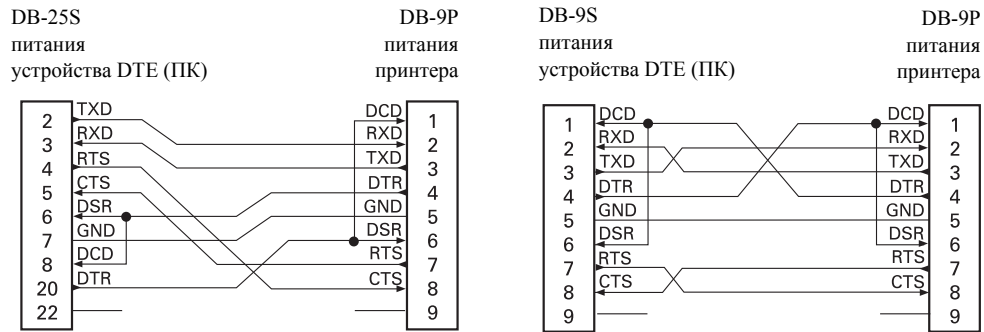 DB-25S
питания
устройства DTE (ПК)
DB-9P
питания
принтера
2 TXD
3 RXD
4 RTS
5 CTS
6 DSR
7 GND
8 DCD
20 DTR
22
DCD 1
RXD 2
TXD 3
DTR 4
GND 5
DSR 6
RTS 7
CTS 8
9
DB-9S
питания
устройства DTE (ПК)
DB-9P
питания
принтера
1 DCD
2 RXD
3 TXD
4 DTR
5 GND
6 DSR
7 RTS
8 CTS
9
DCD 1
RXD 2
TXD 3
DTR 4
GND 5
DSR 6
RTS 7
CTS 8
9